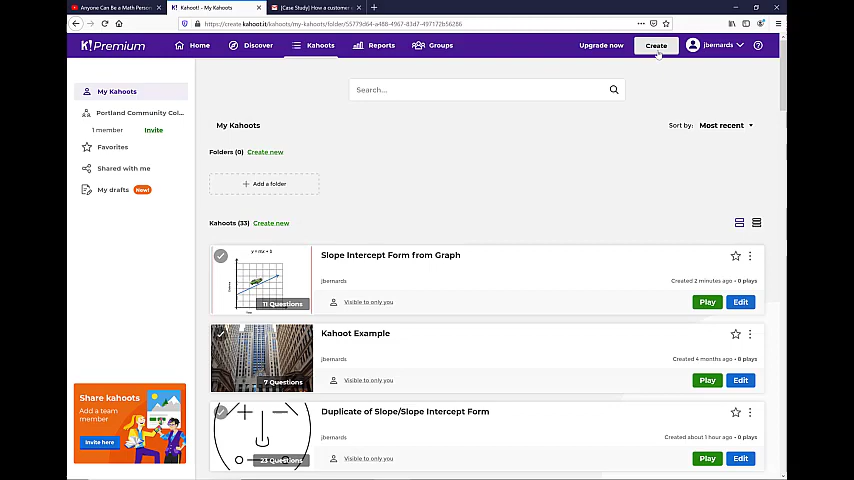 Anyone Can Be a Math Person
Kahoot! - My Kahoots
[Case Study] How a custome
https://create.kahoot.it/kahoots/my-kahoots/folder/55779d64-a488-4967-83d7-497172b56286
K!Premium
Home
Discover
Kahoots
Reports
Groups
Upgrade now
Create
jbernards
My Kahoots
Portland Community Col...
1 member
Invite
Favorites
Shared with me
My drafts
New!
Search...
My Kahoots
Sort by: Most recent
Folders (0) Create new
+ Add a folder
Kahoots (33) Create new
y = mx + b
11 Questions
Slope Intercept Form from Graph
jbernards
Created 2 minutes ago • 0 plays
Visible to only you
Play
Edit
7 Questions
Kahoot Example
jbernards
Created 4 months ago • 0 plays
Visible to only you
Play
Edit
23 Questions
Duplicate of Slope/Slope Intercept Form
jbernards
Created about 1 hour ago • 0 plays
Visible to only you
Play
Edit
Share kahoots
Add a team
member
Invite here